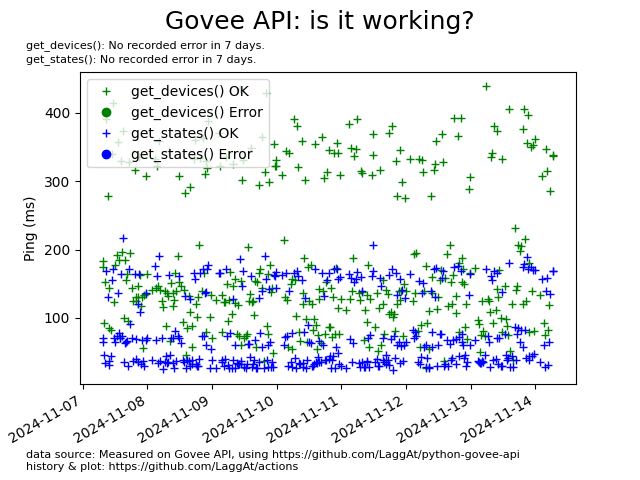 Govee API: is it working?
get_devices(): No recorded error in 7 days.
get_states(): No recorded error in 7 days.
get_devices() OK
get_devices() Error
get_states() OK
get_states() Error
Ping (ms)
400
300
200
100
2024-11-07
2024-11-08
2024-11-09
2024-11-10
2024-11-11
2024-11-12
2024-11-13
2024-11-14
data source: Measured on Govee API, using https://github.com/LaggAt/python-govee-api
history & plot: https://github.com/LaggAt/actions